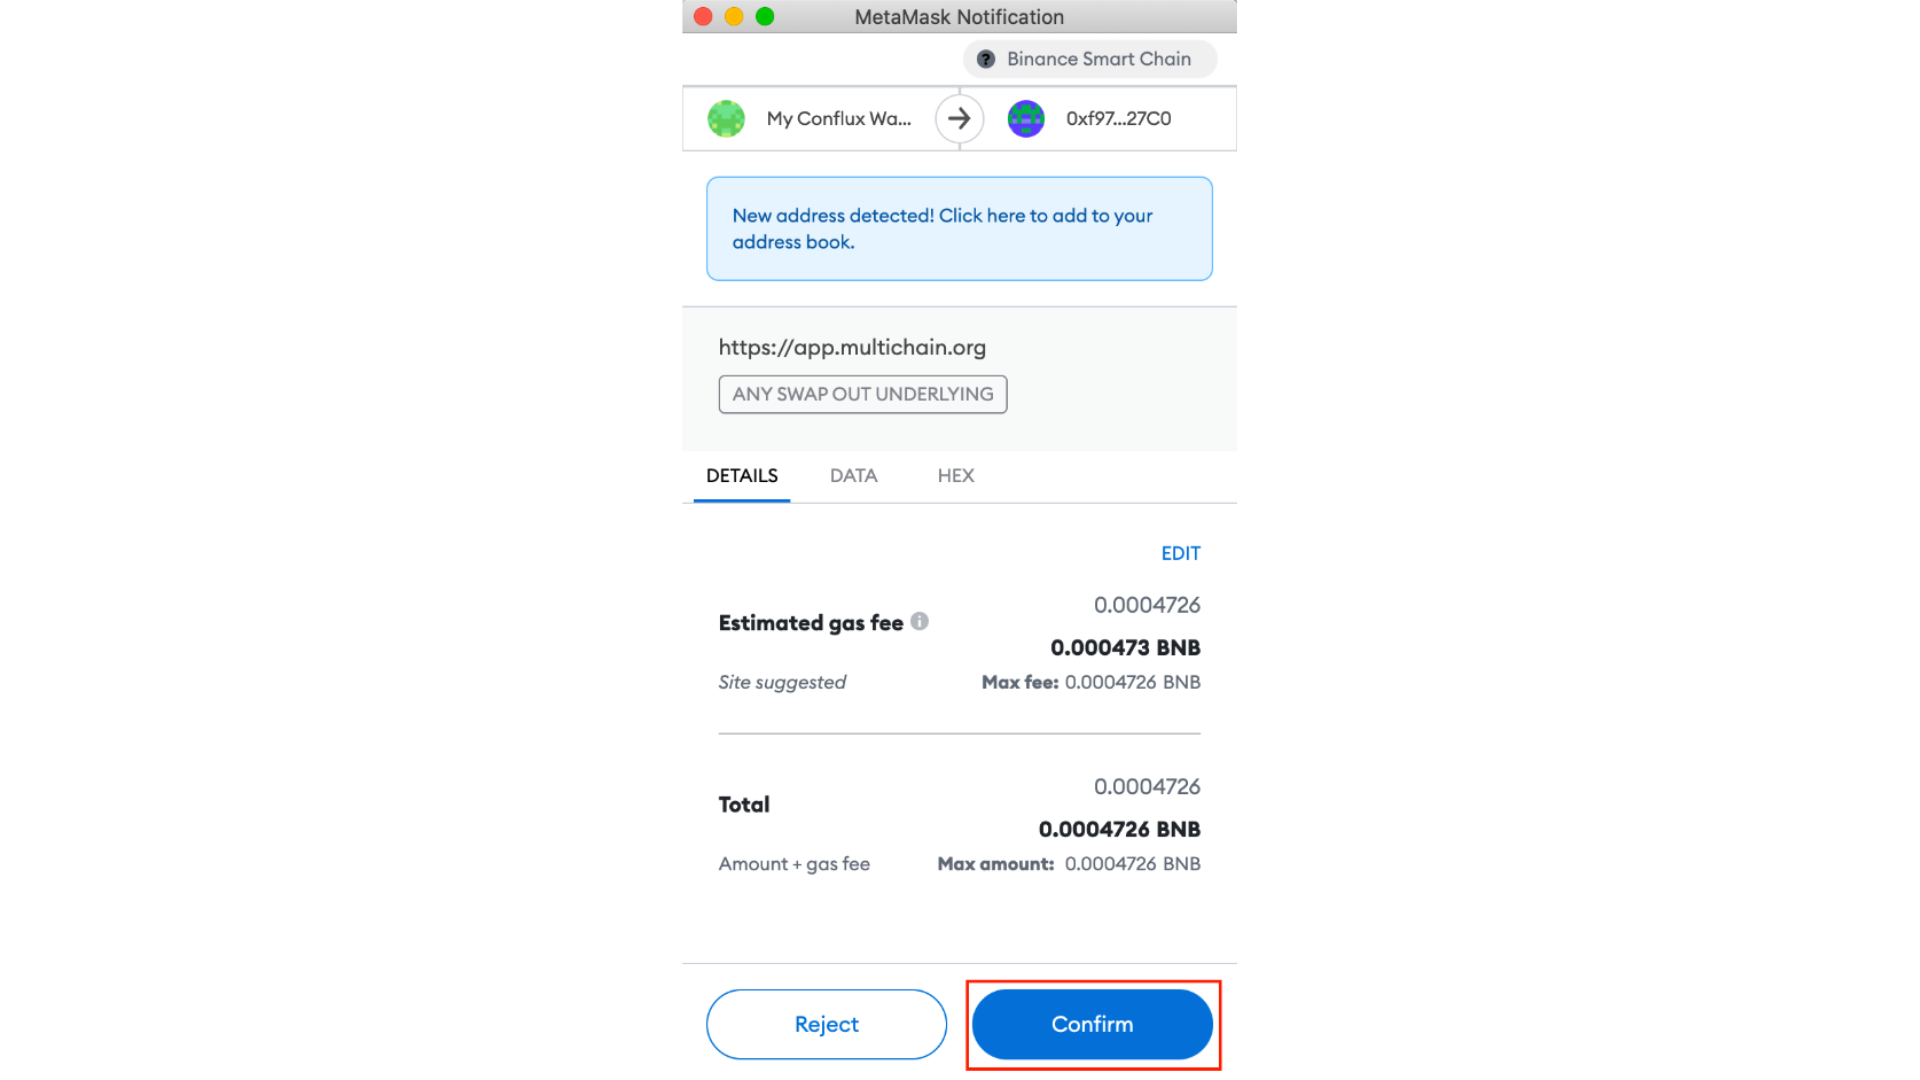 MetaMask Notification
Binance Smart Chain
My Conflux Wa...
0xf97...27C0
New address detected! Click here to add to your
address book.
https://app.multichain.org
ANY SWAP OUT UNDERLYING
DETAILS DATA HEX
EDIT
0.0004726
Estimated gas fee
0.000473 BNB
Site suggested Max fee: 0.0004726 BNB
0.0004726
Total
0.0004726 BNB
Amount + gas fee Max amount: 0.0004726 BNB
Reject Confirm